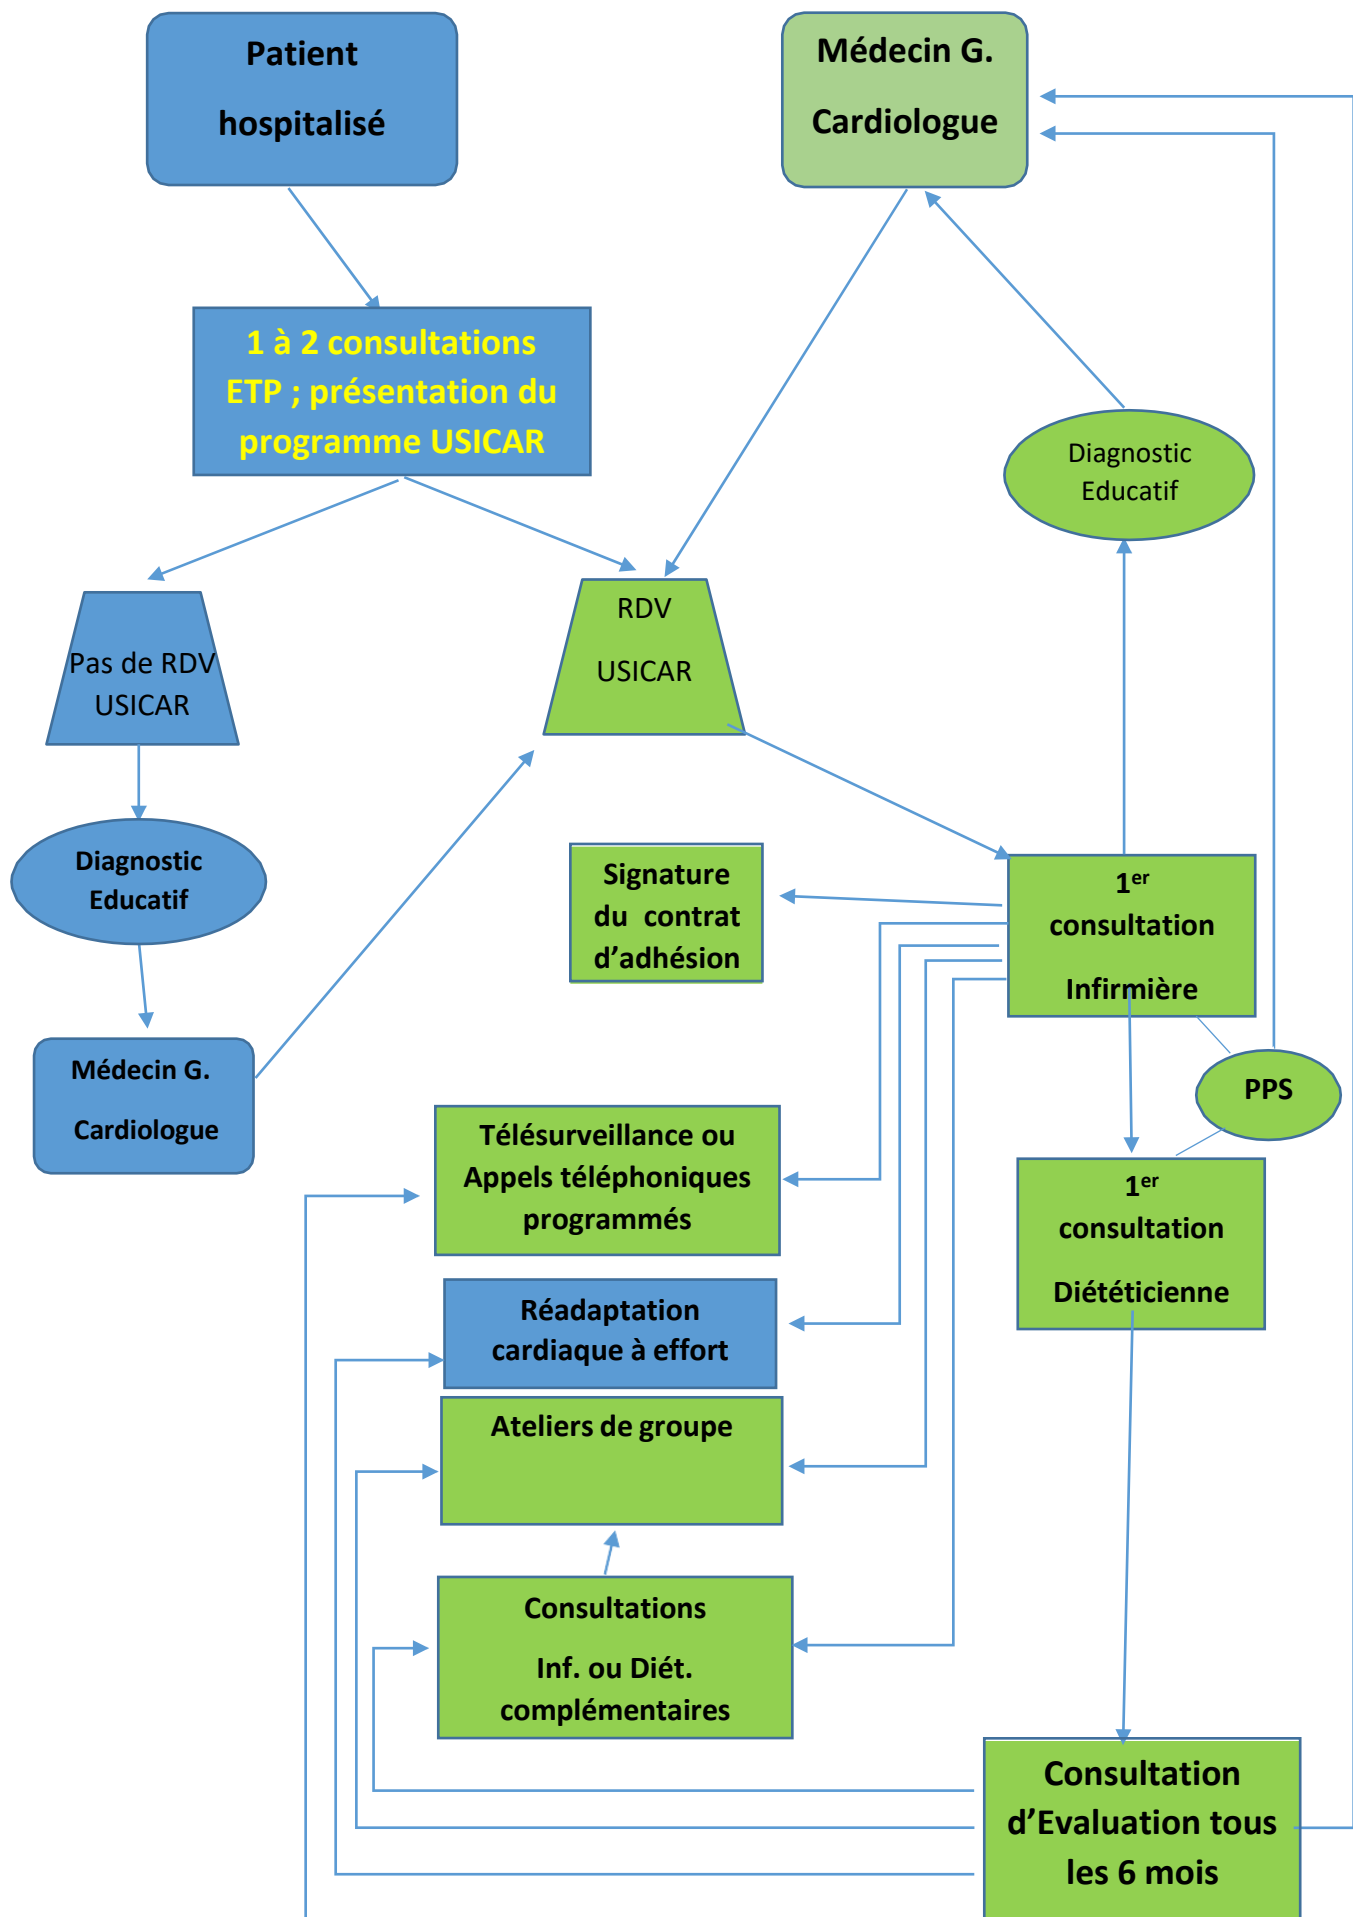 Patient
hospitalisé
Médecin G.
Cardiologue
1 à 2 consultations
ETP ; présentation du
programme USICAR
Diagnostic
Educatif
RDV
USICAR
Pas de RDV
USICAR
Diagnostic
Educatif
Signature
du contrat
d’adhésion
1er
consultation
Infirmière
Médecin G.
Cardiologue
PPS
Télésurveillance ou
Appels téléphoniques
programmés
1er
consultation
Diététicienne
Réadaptation
cardiaque à effort
Ateliers de groupe
Consultations
Inf. ou Diét.
complémentaires
Consultation
d’Evaluation tous
les 6 mois